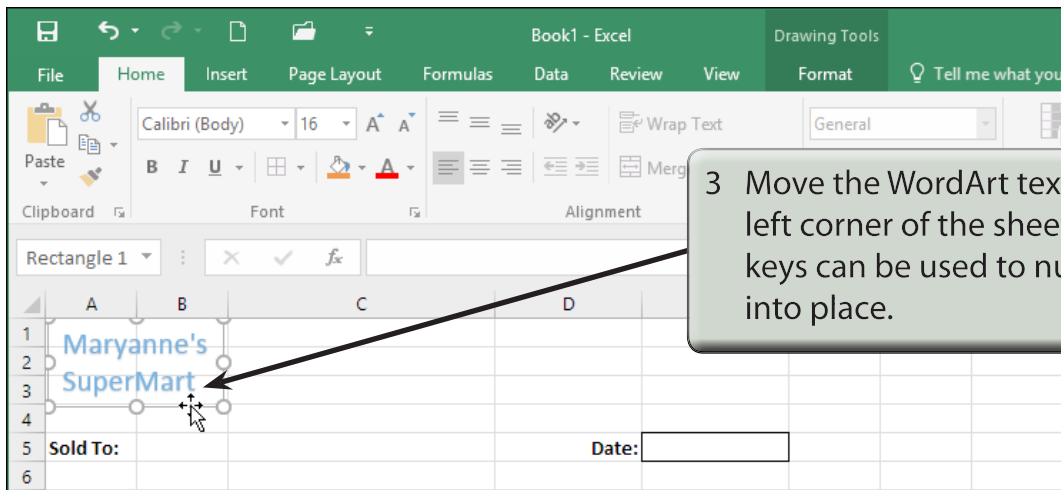 Book1 - Excel Drawing Tools
File Home Insert Page Layout Formulas Data Review View Format Tell me what you
Calibri (Body) 16 A A Wrap Text General
Paste B I U A Merg
Clipboard Font Alignment
Rectangle 1 fx
A B C D
1 Maryanne's
2
3 SuperMart
4
5 Sold To: Date:
6
3 Move the WordArt tex
left corner of the shee
keys can be used to nu
into place.